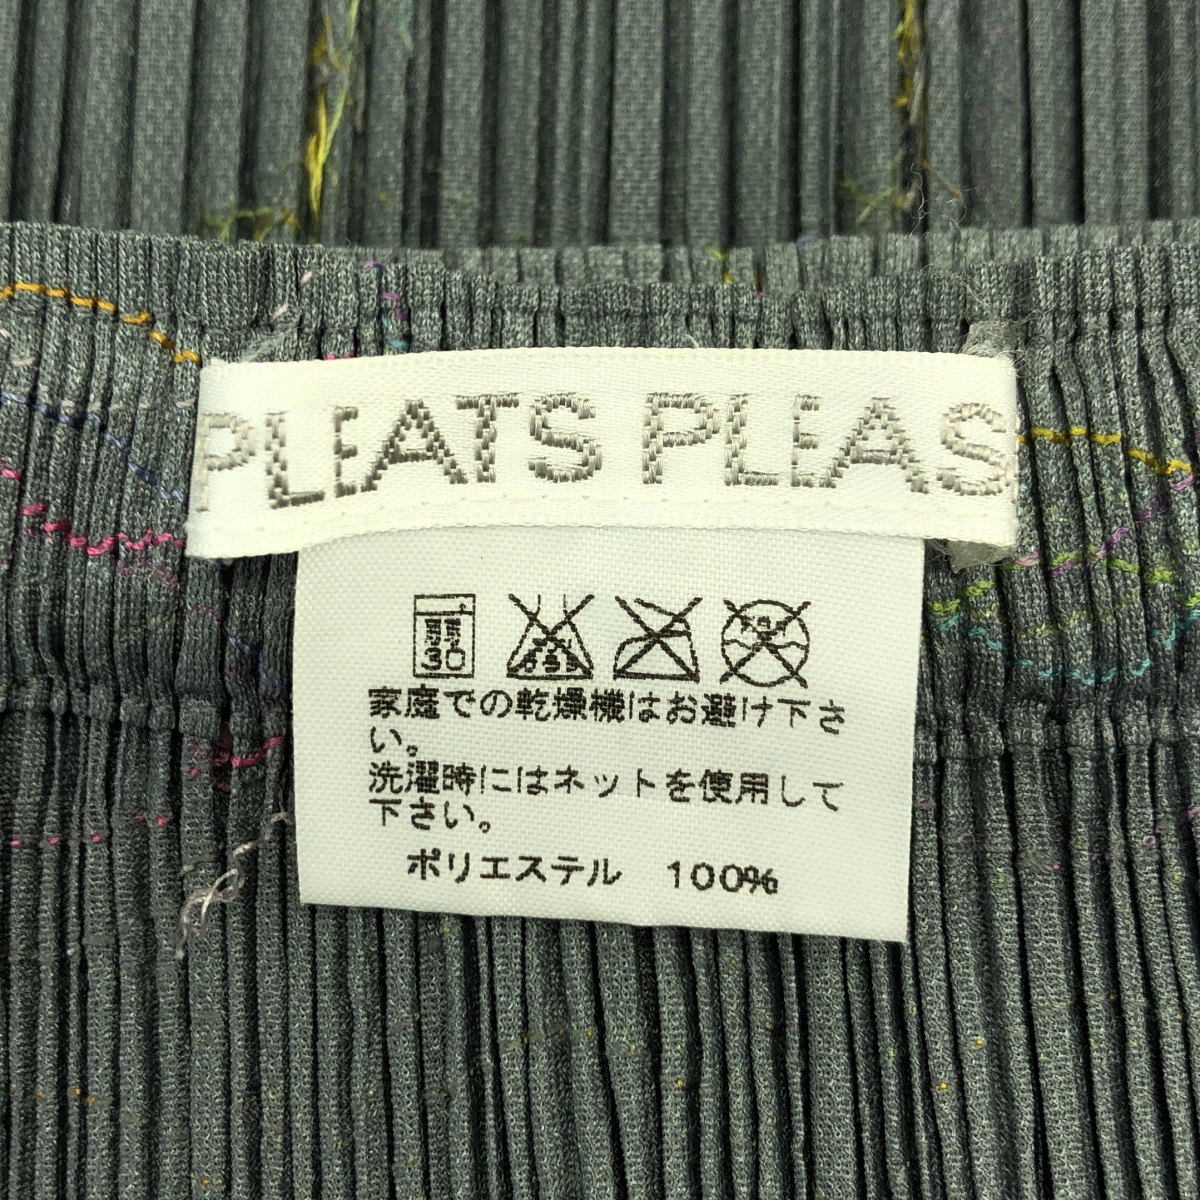 PLEATS PLEAS
弱
30
家庭での乾燥機はお避け下さ
い。
洗濯時にはネットを使用して
下さい。
ポリエステル 100%